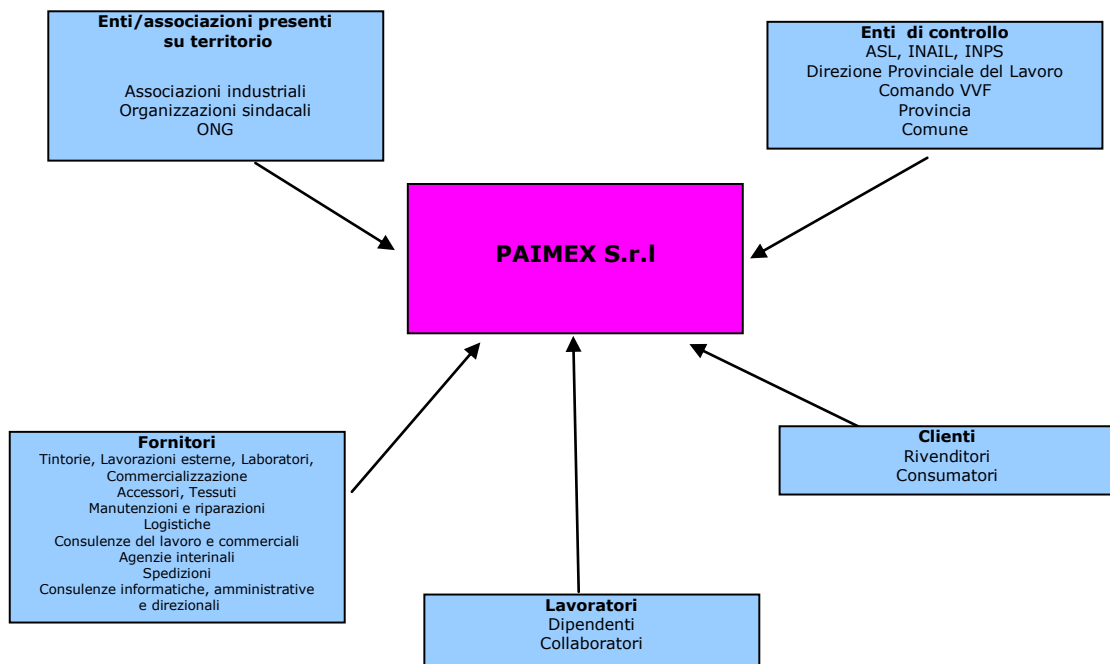 Enti/associazioni presenti
su territorio
Associazioni industriali
Organizzazioni sindacali
ONG
Enti  di controllo
ASL, INAIL, INPS
Direzione Provinciale del Lavoro
Comando VVF
Provincia
Comune
PAIMEX S.r.l
Fornitori
Tintorie, Lavorazioni esterne, Laboratori,
Commercializzazione
Accessori, Tessuti
Manutenzioni e riparazioni
Logistiche
Consulenze del lavoro e commerciali
Agenzie interinali
Spedizioni
Consulenze informatiche, amministrative
e direzionali
Lavoratori
Dipendenti
Collaboratori
Clienti
Rivenditori
Consumatori